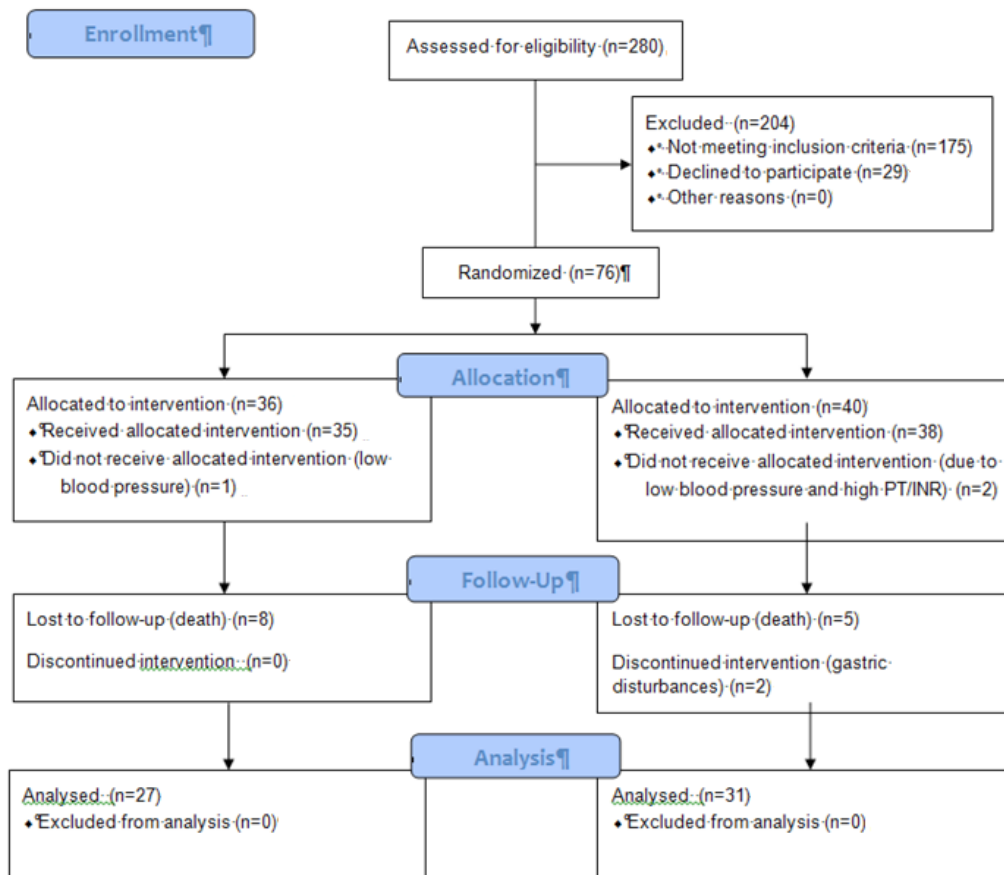 Enrollment¶
Assessed·for·eligibility·(n=280)
Excluded··(n=204)
◆*·Not·meeting·inclusion·criteria·(n=175)
◆*·Declined·to·participate·(n=29)
◆*·Other·reasons·(n=0)
Randomized·(n=76)¶
Allocation¶
Allocated·to·intervention·(n=36)
◆Received·allocated·intervention·(n=35)
◆Did·not·receive·allocated·intervention·(low·
blood·pressure)·(n=1)
Allocated·to·intervention·(n=40)
◆Received·allocated·intervention·(n=38)
◆Did·not·receive·allocated·intervention·(due·to·
low·blood·pressure·and·high·PT/INR)·(n=2)
Follow-Up¶
Lost·to·follow-up·(death)·(n=8)
Discontinued·intervention··(n=0)
Lost·to·follow-up·(death)·(n=5)
Discontinued·intervention·(gastric·
disturbances)·(n=2)
Analysis¶
Analysed··(n=27)
◆Excluded·from·analysis·(n=0)
Analysed··(n=31)
◆Excluded·from·analysis·(n=0)